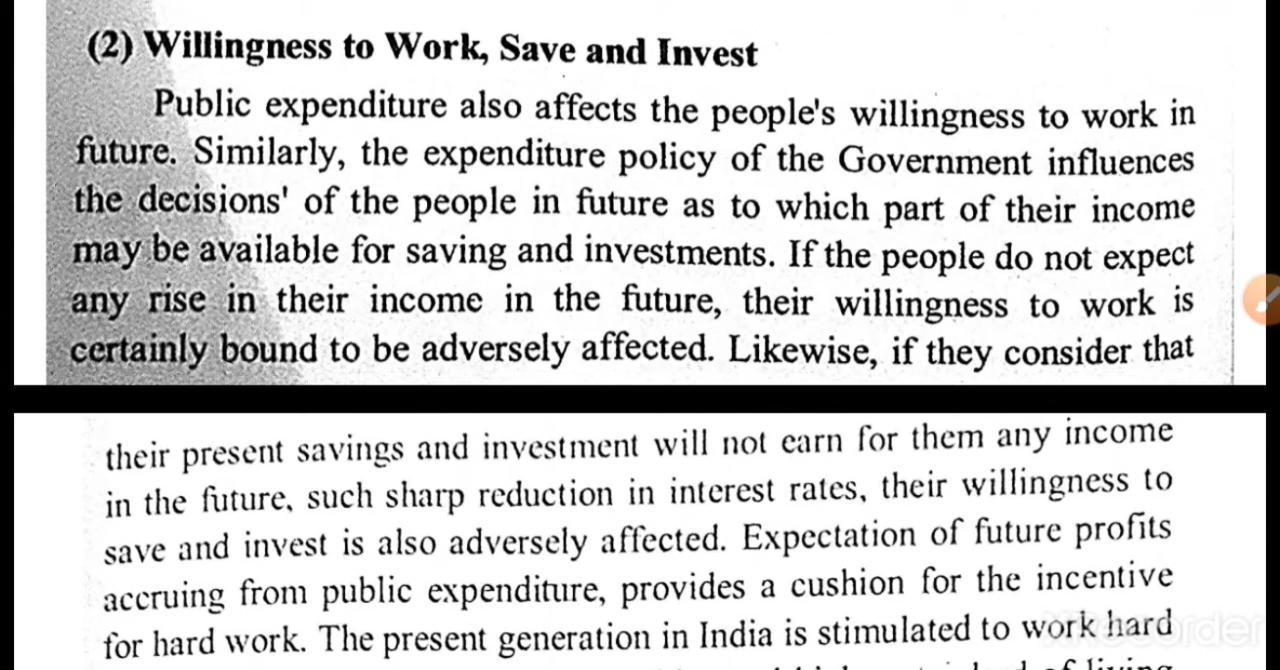 (2) Willingness to Work, Save and Invest
Public expenditure also affects the people's willingness to work in
future. Similarly, the expenditure policy of the Government influences
the decisions' of the people in future as to which part of their income
may be available for saving and investments. If the people do not expect
any rise in their income in the future, their willingness to work is
certainly bound to be adversely affected. Likewise, if they consider that
their present savings and investment will not earn for them any income
in the future, such sharp reduction in interest rates, their willingness to
save and invest is also adversely affected. Expectation of future profits
accruing from public expenditure, provides a cushion for the incentive
for hard work. The present generation in India is stimulated to work hard
of living